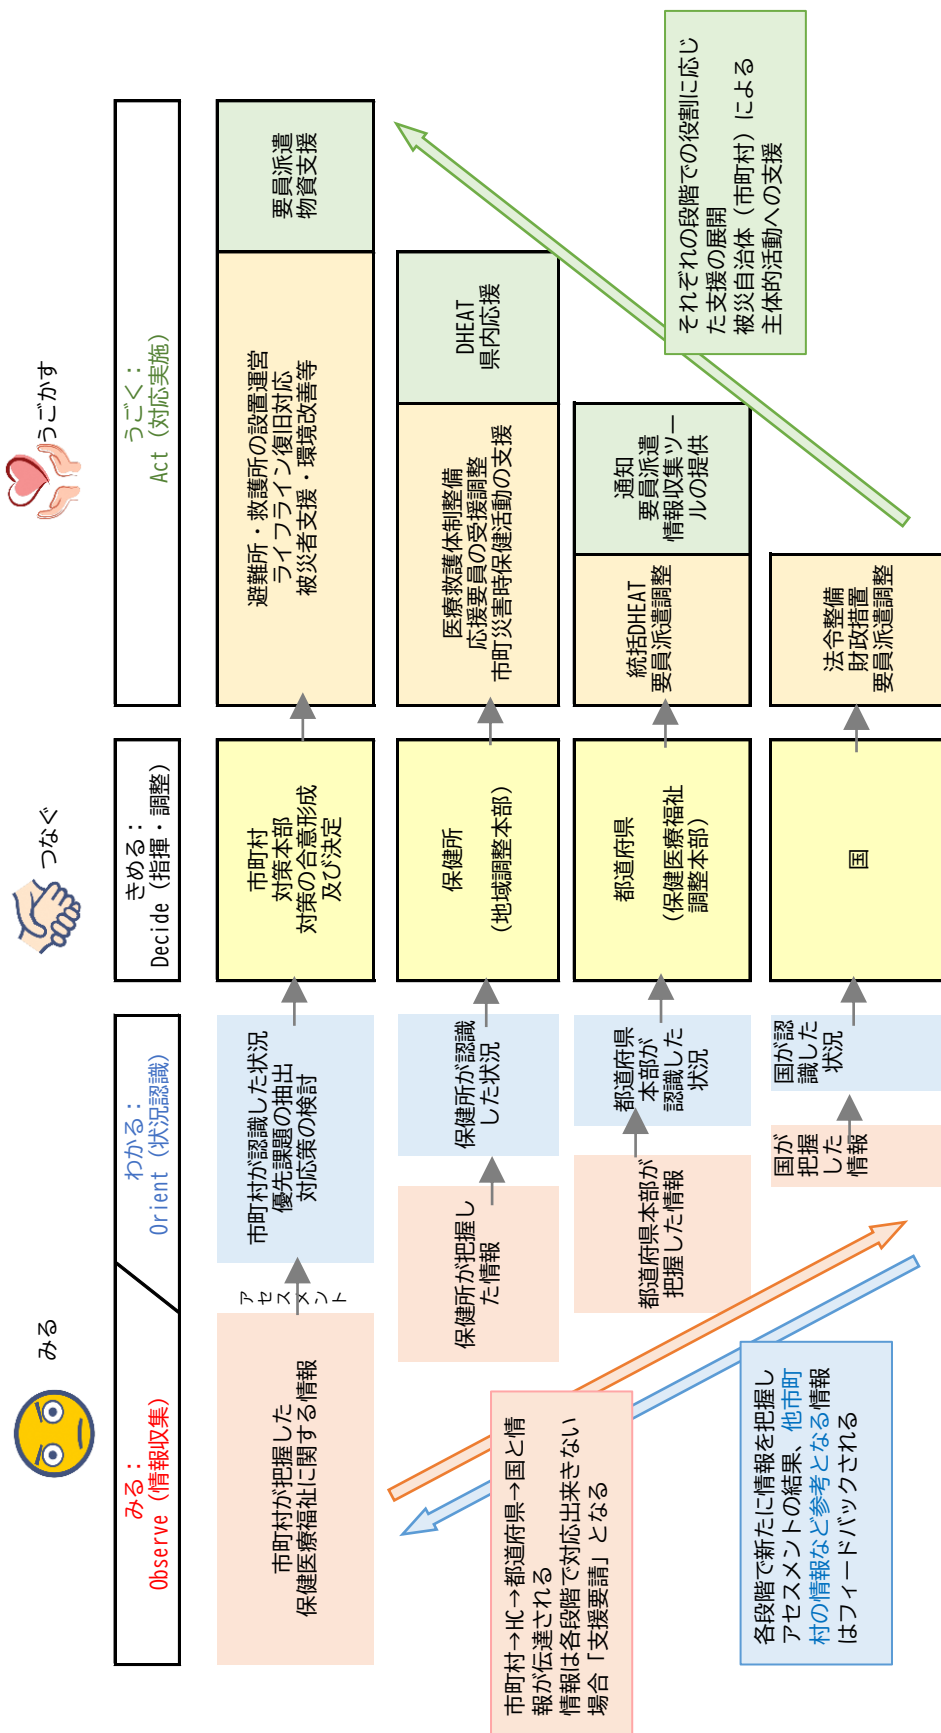 みる
つなぐ
うごかす
みる：
Observe（情報収集）
わかる：
Orient（状況認識）
きめる：
Decide（指揮・調整）
うごく：
Act（対応実施）
市町村が把握した
保健医療福祉に関する情報
アセスメント
市町村が認識した状況
優先課題の抽出
対応策の検討
市町村
対策本部
対策の合意形成
及び決定
避難所・救護所の設置運営
ライフライン復旧対応
被災者支援・環境改善等
要員派遣
物資支援
保健所が把握し
た情報
保健所が認識
した状況
保健所
（地域調整本部）
医療救護体制整備
応援要員の受援調整
市町災害時保健活動の支援
DHEAT
県内応援
都道府県本部が
把握した情報
都道府県
本部が
認識した
状況
都道府県
（保健医療福祉
調整本部）
統括DHEAT
要員派遣調整
通知
要員派遣
情報収集ツー
ルの提供
国が
把握
した
情報
国が認
識した
状況
国
法令整備
財政措置
要員派遣調整
市町村→HC→都道府県→国と情
報が伝達される
情報は各段階で対応出来きない
場合「支援要請」となる
各段階で新たに情報を把握し
アセスメントの結果、他市町
村の情報など参考となる情報
はフィードバックされる
それぞれの段階での役割に応じ
た支援の展開
被災自治体（市町村）による
主体的活動への支援